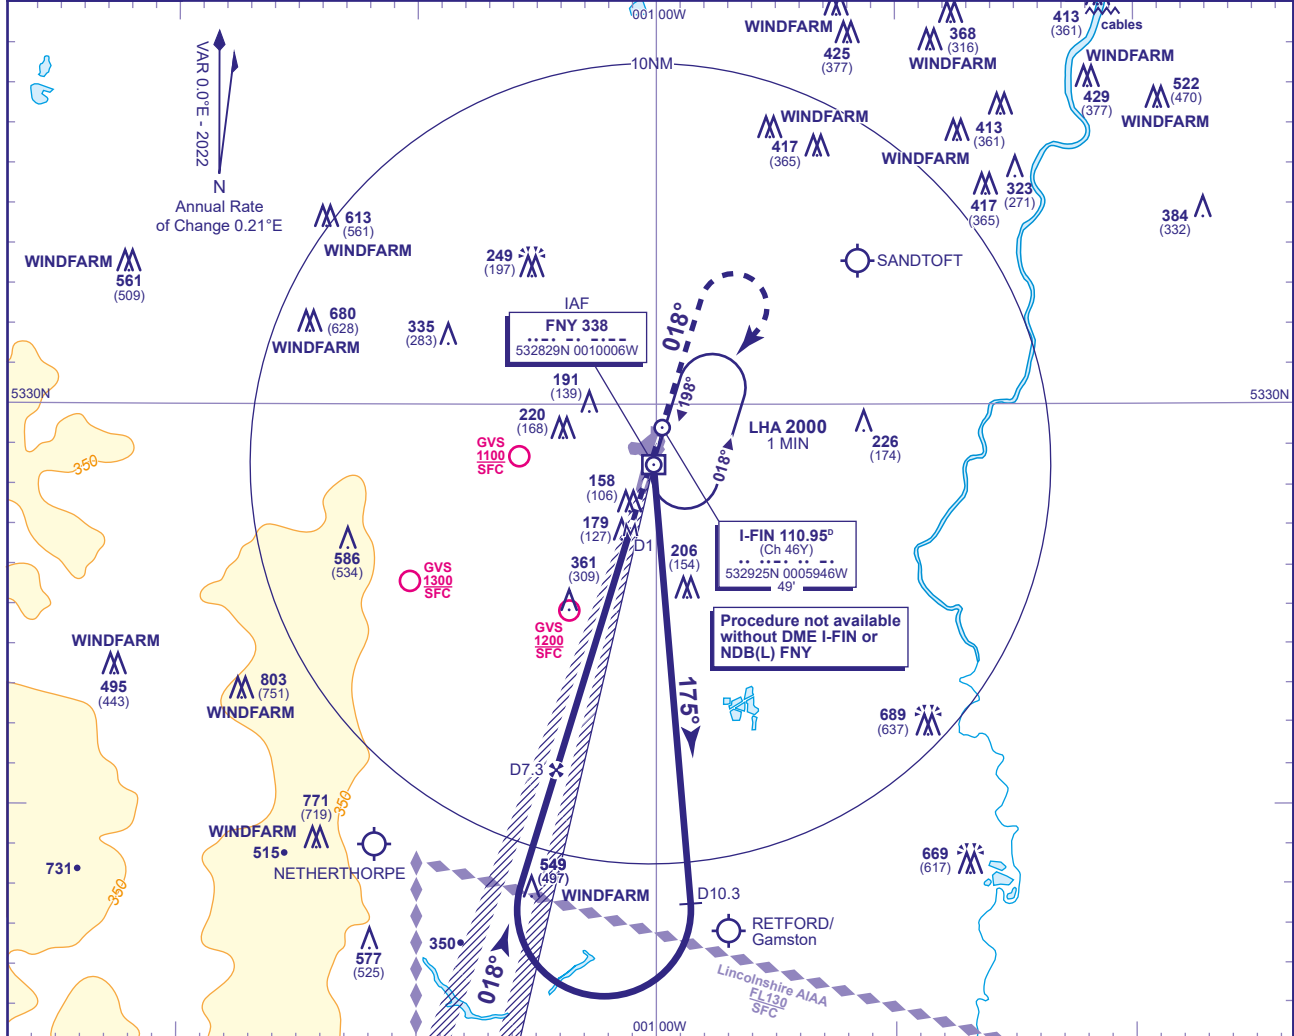 001 00W
WINDFARM
425
(377)
368
(316)
WINDFARM
413
(361)
cables
WINDFARM
429
(377)
522
(470)
WINDFARM
VAR 0.0°E - 2022
N
Annual Rate
of Change 0.21°E
10NM
WINDFARM
417
(365)
413
(361)
WINDFARM
417
(365)
323
(271)
384
(332)
613
(561)
WINDFARM
WINDFARM
561
(509)
249
(197)
SANDTOFT
680
(628)
WINDFARM
335
(283)
IAF
FNY 338
532829N 0010006W
018°
191
(139)
198°
5330N
5330N
220
(168)
LHA 2000
1 MIN
226
(174)
GVS
1100
SFC
018°
158
(106)
179
(127)
D1
I-FIN 110.95D
(Ch 46Y)
532925N 0005946W
49'
206
(154)
361
(309)
586
(534)
GVS
1300
SFC
GVS
1200
SFC
Procedure not available
without DME I-FIN or
NDB(L) FNY
350
WINDFARM
495
(443)
803
(751)
WINDFARM
175°
689
(637)
D7.3
771
(719)
WINDFARM
350
515
NETHERTHORPE
731
350
549
(497)
WINDFARM
D10.3
669
(617)
RETFORD/
Gamston
577
(525)
350
018°
Lincolnshire AIAA
FL130
SFC
001 00W